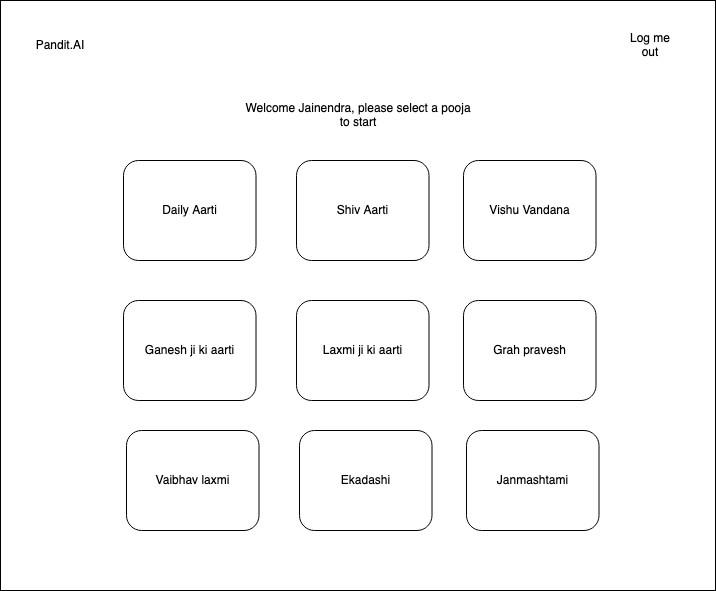 Pandit.AI
Log me
out
Welcome Jainendra, please select a pooja
to start
Daily Aarti
Shiv Aarti
Vishu Vandana
Ganesh ji ki aarti
Laxmi ji ki aarti
Grah pravesh
Vaibhav laxmi
Ekadashi
Janmashtami